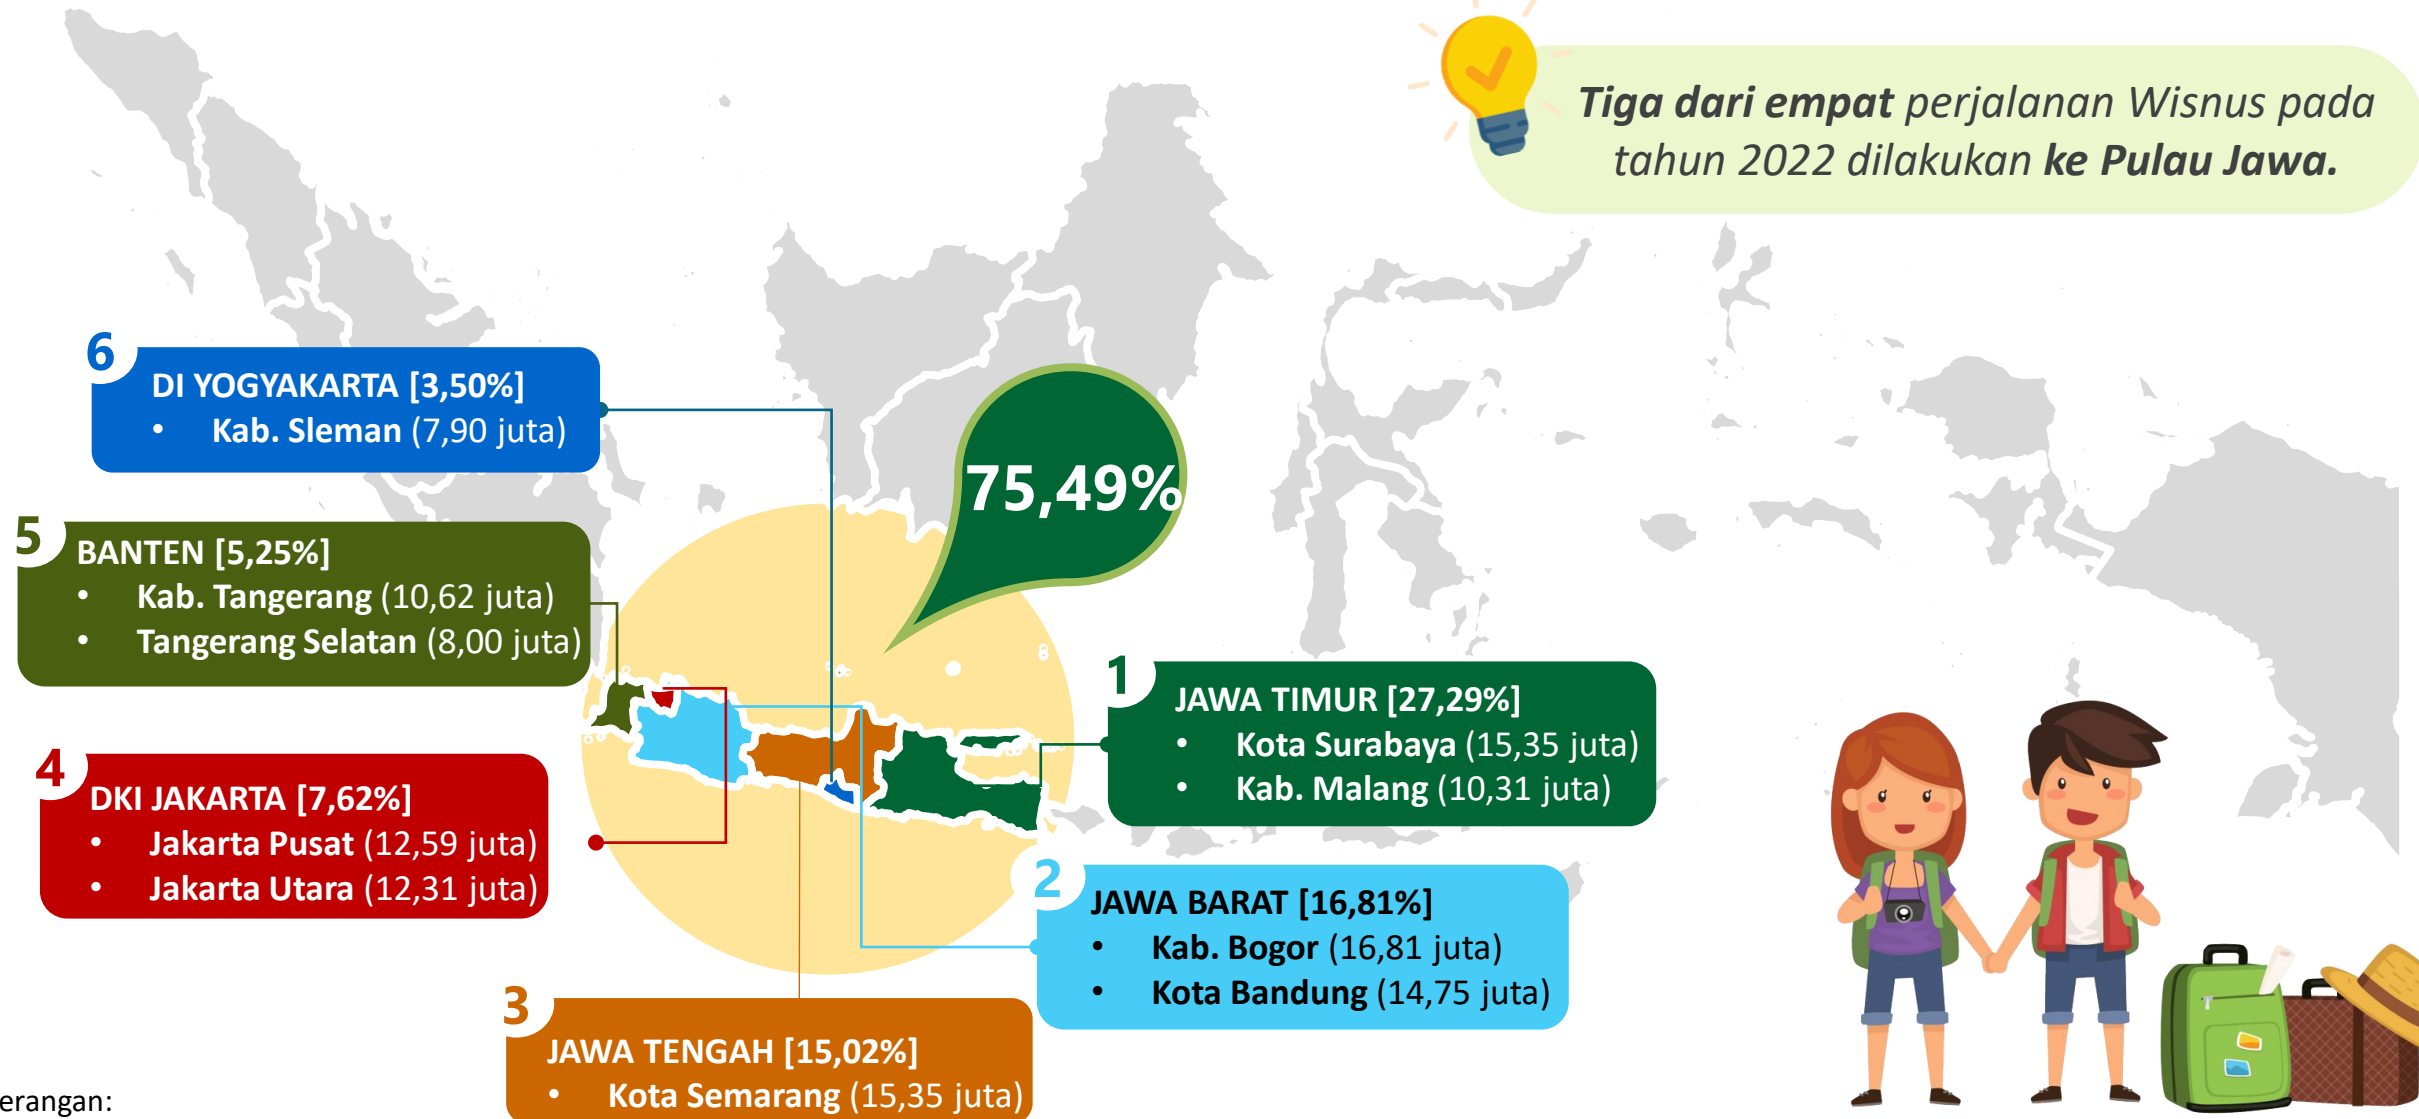 Tiga dari empat perjalanan Wisnus pada
tahun 2022 dilakukan ke Pulau Jawa.
6
DI YOGYAKARTA [3,50%]
• Kab. Sleman (7,90 juta)
75,49%
5
BANTEN [5,25%]
• Kab. Tangerang (10,62 juta)
• Tangerang Selatan (8,00 juta)
1
JAWA TIMUR [27,29%]
• Kota Surabaya (15,35 juta)
• Kab. Malang (10,31 juta)
4
DKI JAKARTA [7,62%]
• Jakarta Pusat (12,59 juta)
• Jakarta Utara (12,31 juta)
2
JAWA BARAT [16,81%]
• Kab. Bogor (16,81 juta)
• Kota Bandung (14,75 juta)
3
JAWA TENGAH [15,02%]
• Kota Semarang (15,35 juta)
erangan: